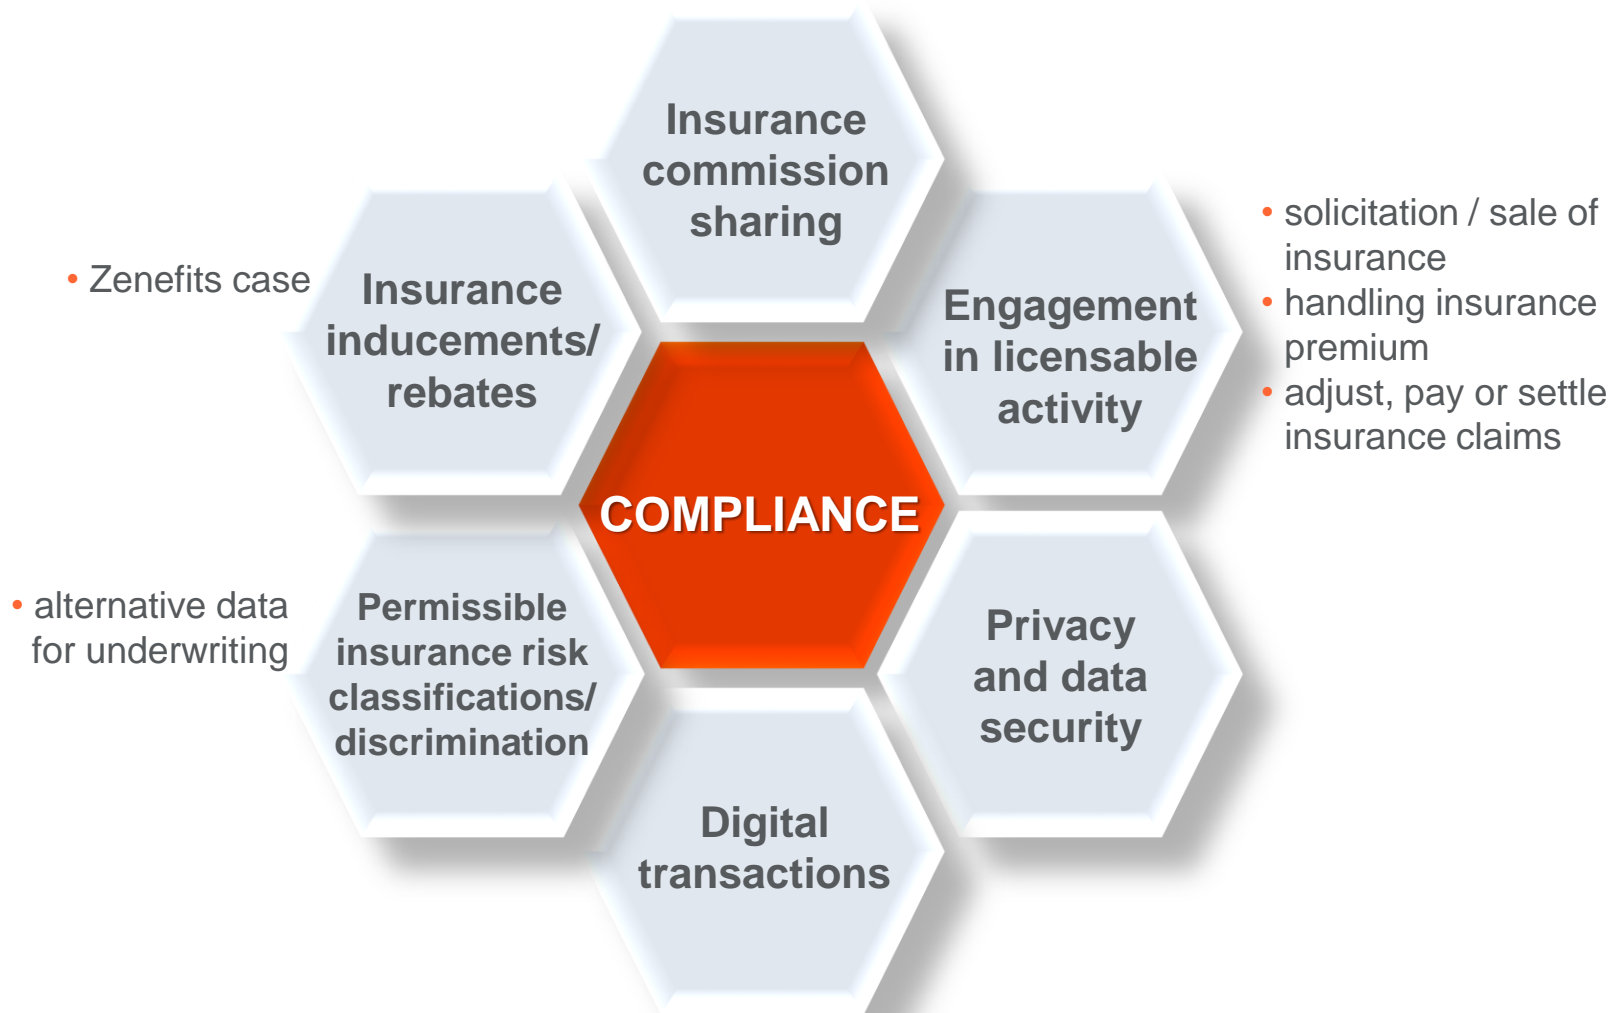 Insurance
commission
sharing
• Zenefits case
Insurance
inducements/
rebates
Engagement
in licensable
activity
• solicitation / sale of
insurance
• handling insurance
premium
• adjust, pay or settle
insurance claims
COMPLIANCE
• alternative data
for underwriting
Permissible
insurance risk
classifications/
discrimination
Privacy
and data
security
Digital
transactions